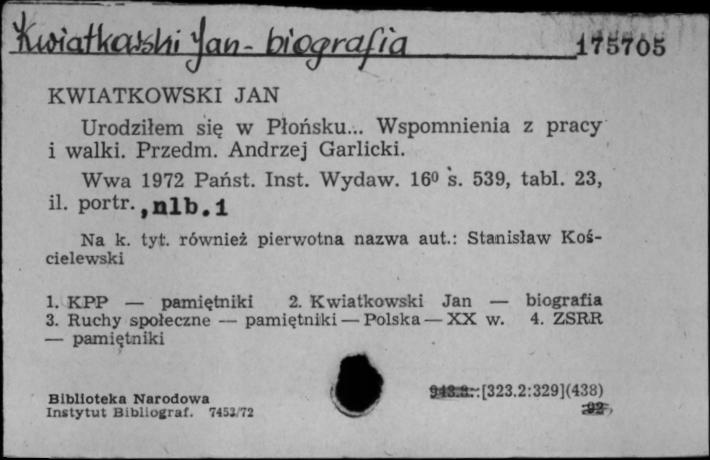 Kwiatkowski Jan - biografia 175705
KWIATKOWSKI JAN
Urodziłem się w Płońsku... Wspomnienia z pracy
i walki. Przedm. Andrzej Garlicki.
Wwa 1972 Państ. Inst. Wydaw. 16⁰ s. 539, tabl. 23,
il. portr., nlb. 1
Na k. tyt. również pierwotna nazwa aut.: Stanisław Koś-
cielewski
1. KPP — pamiętniki 2. Kwiatkowski Jan — biografia
3. Ruchy społeczne — pamiętniki — Polska — XX w. 4. ZSRR
— pamiętniki
Biblioteka Narodowa :[323.2:329](438)
Instytut Bibliograf. 7453/72